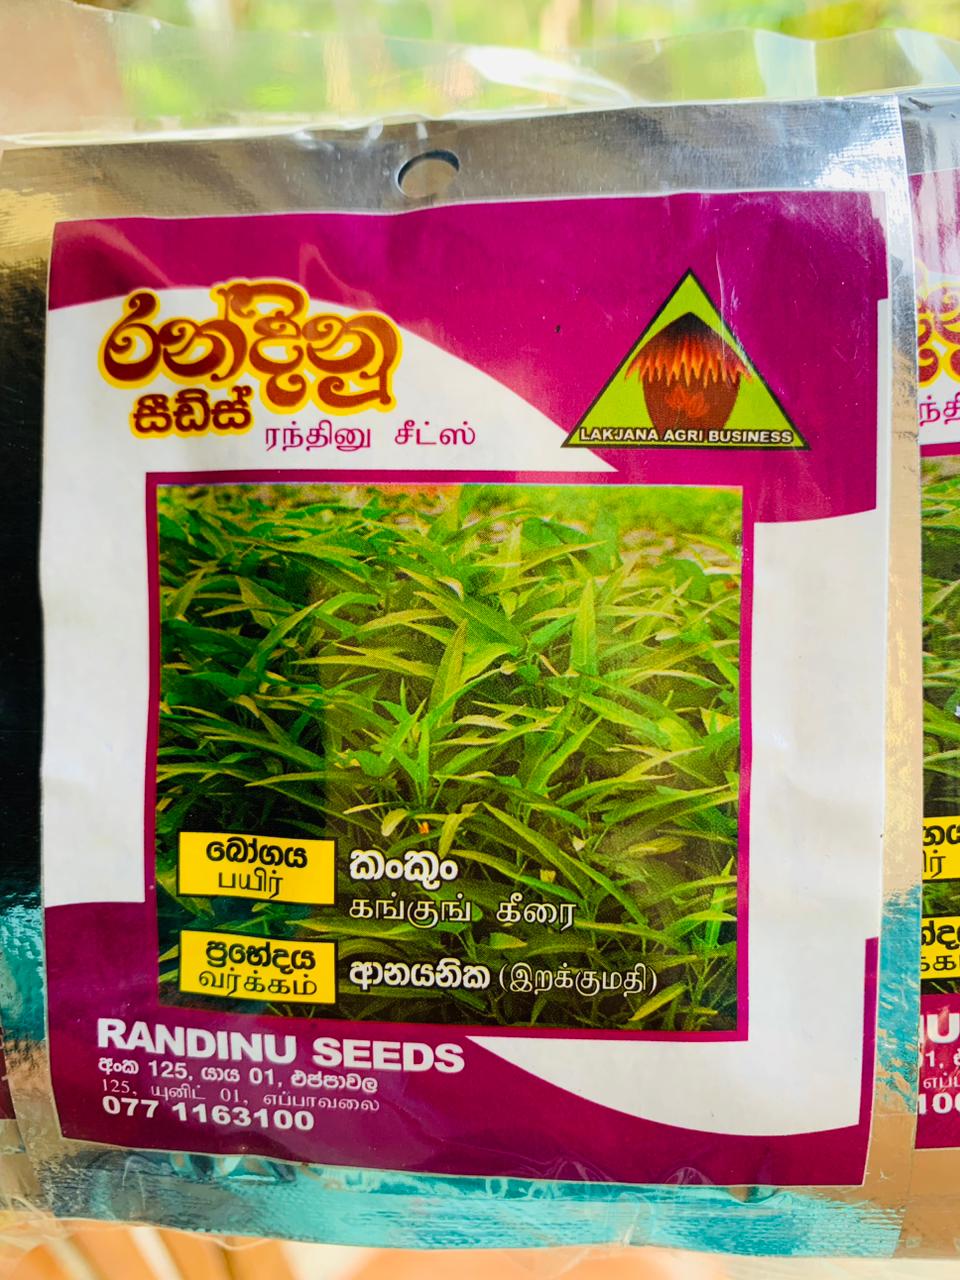 රන්දිනු
සීඩ්ස්
ரந்தினு சீட்ஸ்
LAKJANA AGRI BUSINESS
බෝගය
பயிர்
කංකුං
கங்குங் கீரை
ප්‍රභේදය
வர்க்கம்
ආනයනික (இறக்குமதி)
RANDINU SEEDS
අංක 125, යාය 01, එප්පාවල
125, யுனிட் 01, எப்பாவலை
077 1163100